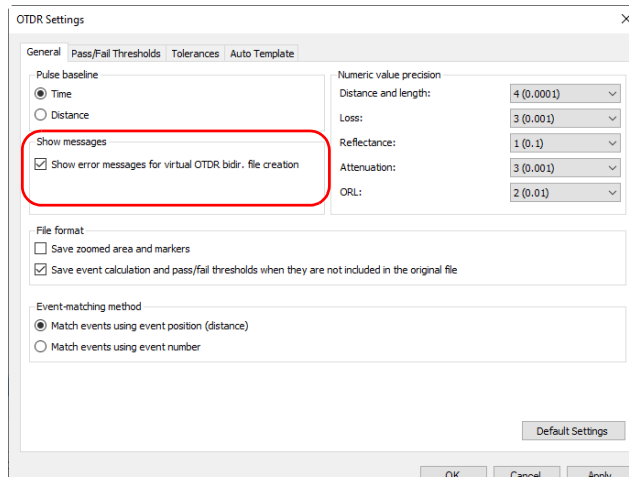 OTDR Settings
General Pass/Fail Thresholds Tolerances Auto Template
Pulse baseline
Time
Distance
Show messages
Show error messages for virtual OTDR bidir. file creation
Numeric value precision
Distance and length: 4 (0.0001)
Loss: 3 (0.001)
Reflectance: 1 (0.1)
Attenuation: 3 (0.001)
ORL: 2 (0.01)
File format
Save zoomed area and markers
Save event calculation and pass/fail thresholds when they are not included in the original file
Event-matching method
Match events using event position (distance)
Match events using event number
Default Settings
OK Cancel Apply